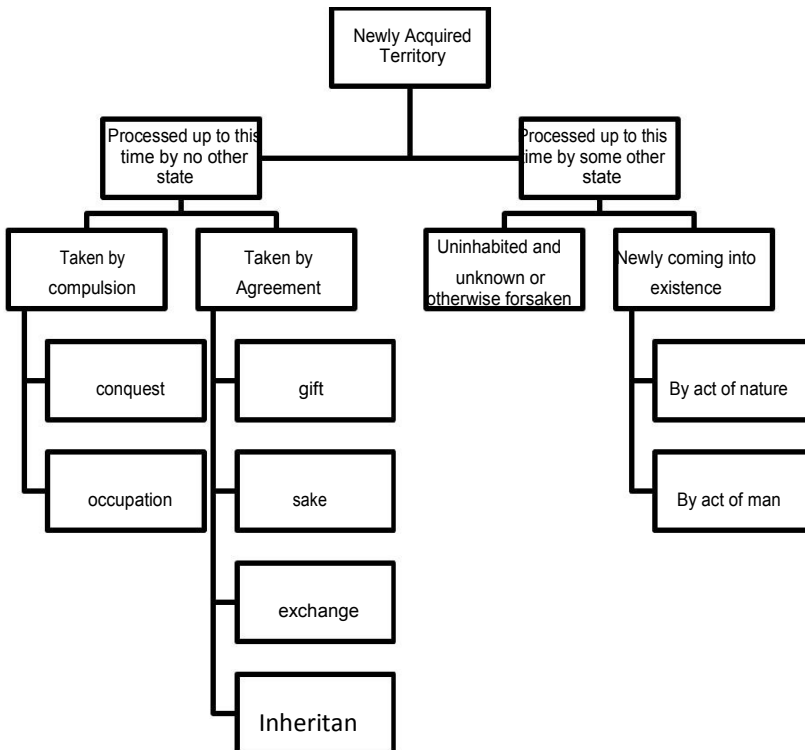 Newly Acquired
Territory
Processed up to this
time by no other
state
Processed up to this
time by some other
state
Taken by
compulsion
Taken by
Agreement
Uninhabited and
unknown or
otherwise forsaken
Newly coming into
existence
conquest
gift
By act of nature
occupation
sake
By act of man
exchange
Inheritan